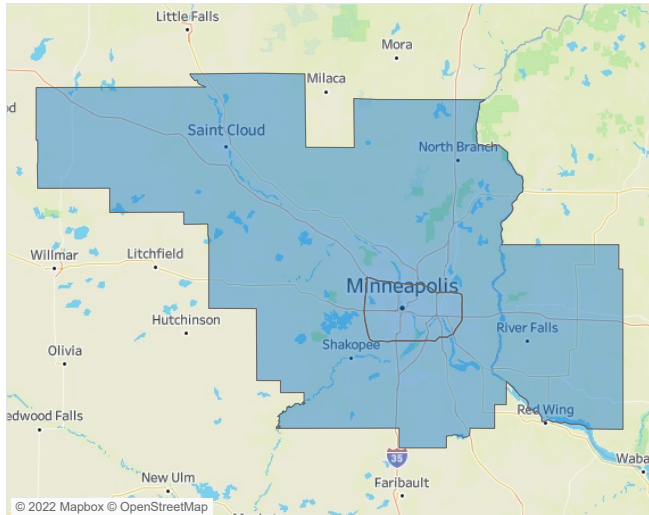 Little Falls
Mora
Milaca
od
Saint Cloud
North Branch
Willmar
Litchfield
Minneapolis
Hutchinson
River Falls
Shakopee
Olivia
edwood Falls
Red Wing
35
Waba
New Ulm
Faribault
© 2022 Mapbox © OpenStreetMap